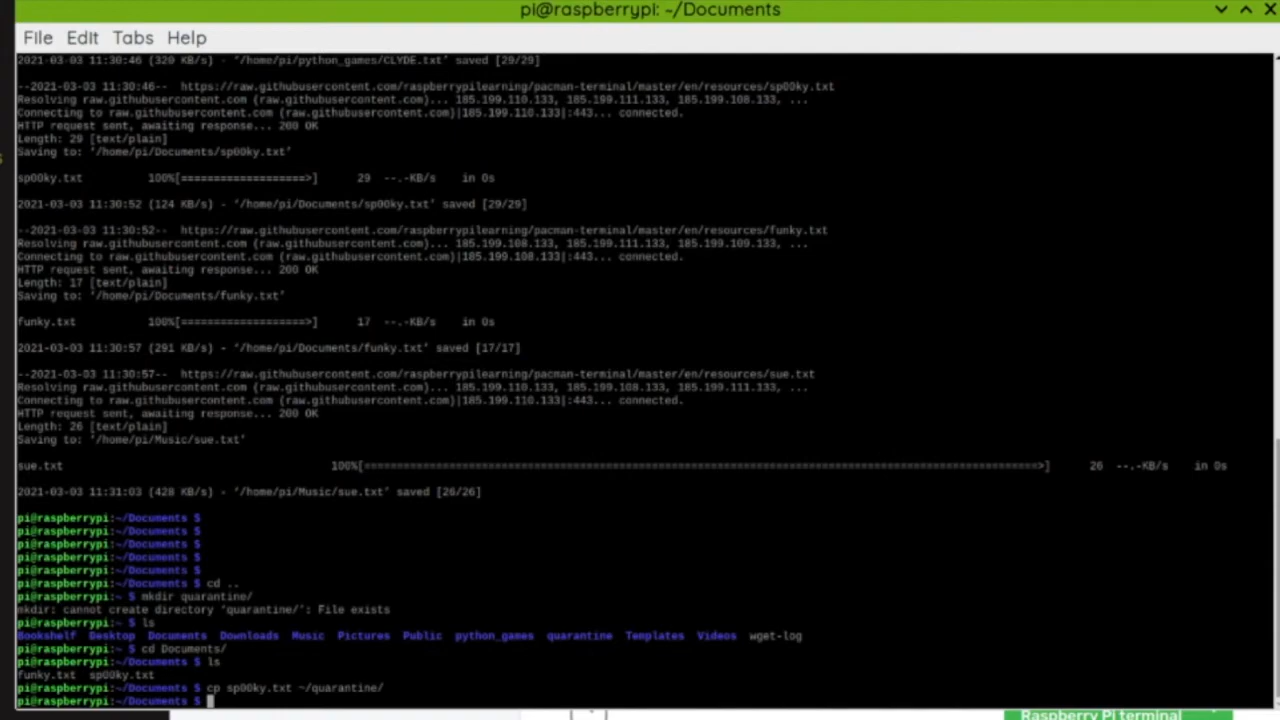 pi@raspberrypi: ~/Documents
File Edit Tabs Help
2021-03-03 11:30:46 (320 KB/s) - ‘/home/pi/python_games/CLYDE.txt’ saved [29/29]
--2021-03-03 11:30:46--  https://raw.githubusercontent.com/raspberrypilearning/pacman-terminal/master/en/resources/sp00ky.txt
Resolving raw.githubusercontent.com (raw.githubusercontent.com)... 185.199.110.133, 185.199.111.133, 185.199.108.133, ...
Connecting to raw.githubusercontent.com (raw.githubusercontent.com)|185.199.110.133|:443... connected.
HTTP request sent, awaiting response... 200 OK
Length: 29 [text/plain]
Saving to: ‘/home/pi/Documents/sp00ky.txt’
sp00ky.txt 100%[===================>] 29 --.-KB/s in 0s
2021-03-03 11:30:52 (124 KB/s) - ‘/home/pi/Documents/sp00ky.txt’ saved [29/29]
--2021-03-03 11:30:52--  https://raw.githubusercontent.com/raspberrypilearning/pacman-terminal/master/en/resources/funky.txt
Resolving raw.githubusercontent.com (raw.githubusercontent.com)... 185.199.108.133, 185.199.111.133, 185.199.109.133, ...
Connecting to raw.githubusercontent.com (raw.githubusercontent.com)|185.199.108.133|:443... connected.
HTTP request sent, awaiting response... 200 OK
Length: 17 [text/plain]
Saving to: ‘/home/pi/Documents/funky.txt’
funky.txt 100%[===================>] 17 --.-KB/s in 0s
2021-03-03 11:30:57 (291 KB/s) - ‘/home/pi/Documents/funky.txt’ saved [17/17]
--2021-03-03 11:30:57--  https://raw.githubusercontent.com/raspberrypilearning/pacman-terminal/master/en/resources/sue.txt
Resolving raw.githubusercontent.com (raw.githubusercontent.com)... 185.199.110.133, 185.199.108.133, 185.199.111.133, ...
Connecting to raw.githubusercontent.com (raw.githubusercontent.com)|185.199.110.133|:443... connected.
HTTP request sent, awaiting response... 200 OK
Length: 26 [text/plain]
Saving to: ‘/home/pi/Music/sue.txt’
sue.txt 100%[=======================================================================================================>] 26 --.-KB/s in 0s
2021-03-03 11:31:03 (428 KB/s) - ‘/home/pi/Music/sue.txt’ saved [26/26]
pi@raspberrypi:~/Documents $
pi@raspberrypi:~/Documents $
pi@raspberrypi:~/Documents $
pi@raspberrypi:~/Documents $
pi@raspberrypi:~/Documents $
pi@raspberrypi:~/Documents $ cd ..
pi@raspberrypi:~ $ mkdir quarantine/
mkdir: cannot create directory ‘quarantine/’: File exists
pi@raspberrypi:~ $ ls
Bookshelf Desktop Documents Downloads Music Pictures Public python_games quarantine Templates Videos wget-log
pi@raspberrypi:~ $ cd Documents/
pi@raspberrypi:~/Documents $ ls
funky.txt sp00ky.txt
pi@raspberrypi:~/Documents $ cp sp00ky.txt ~/quarantine/
pi@raspberrypi:~/Documents $
Raspberry Pi terminal